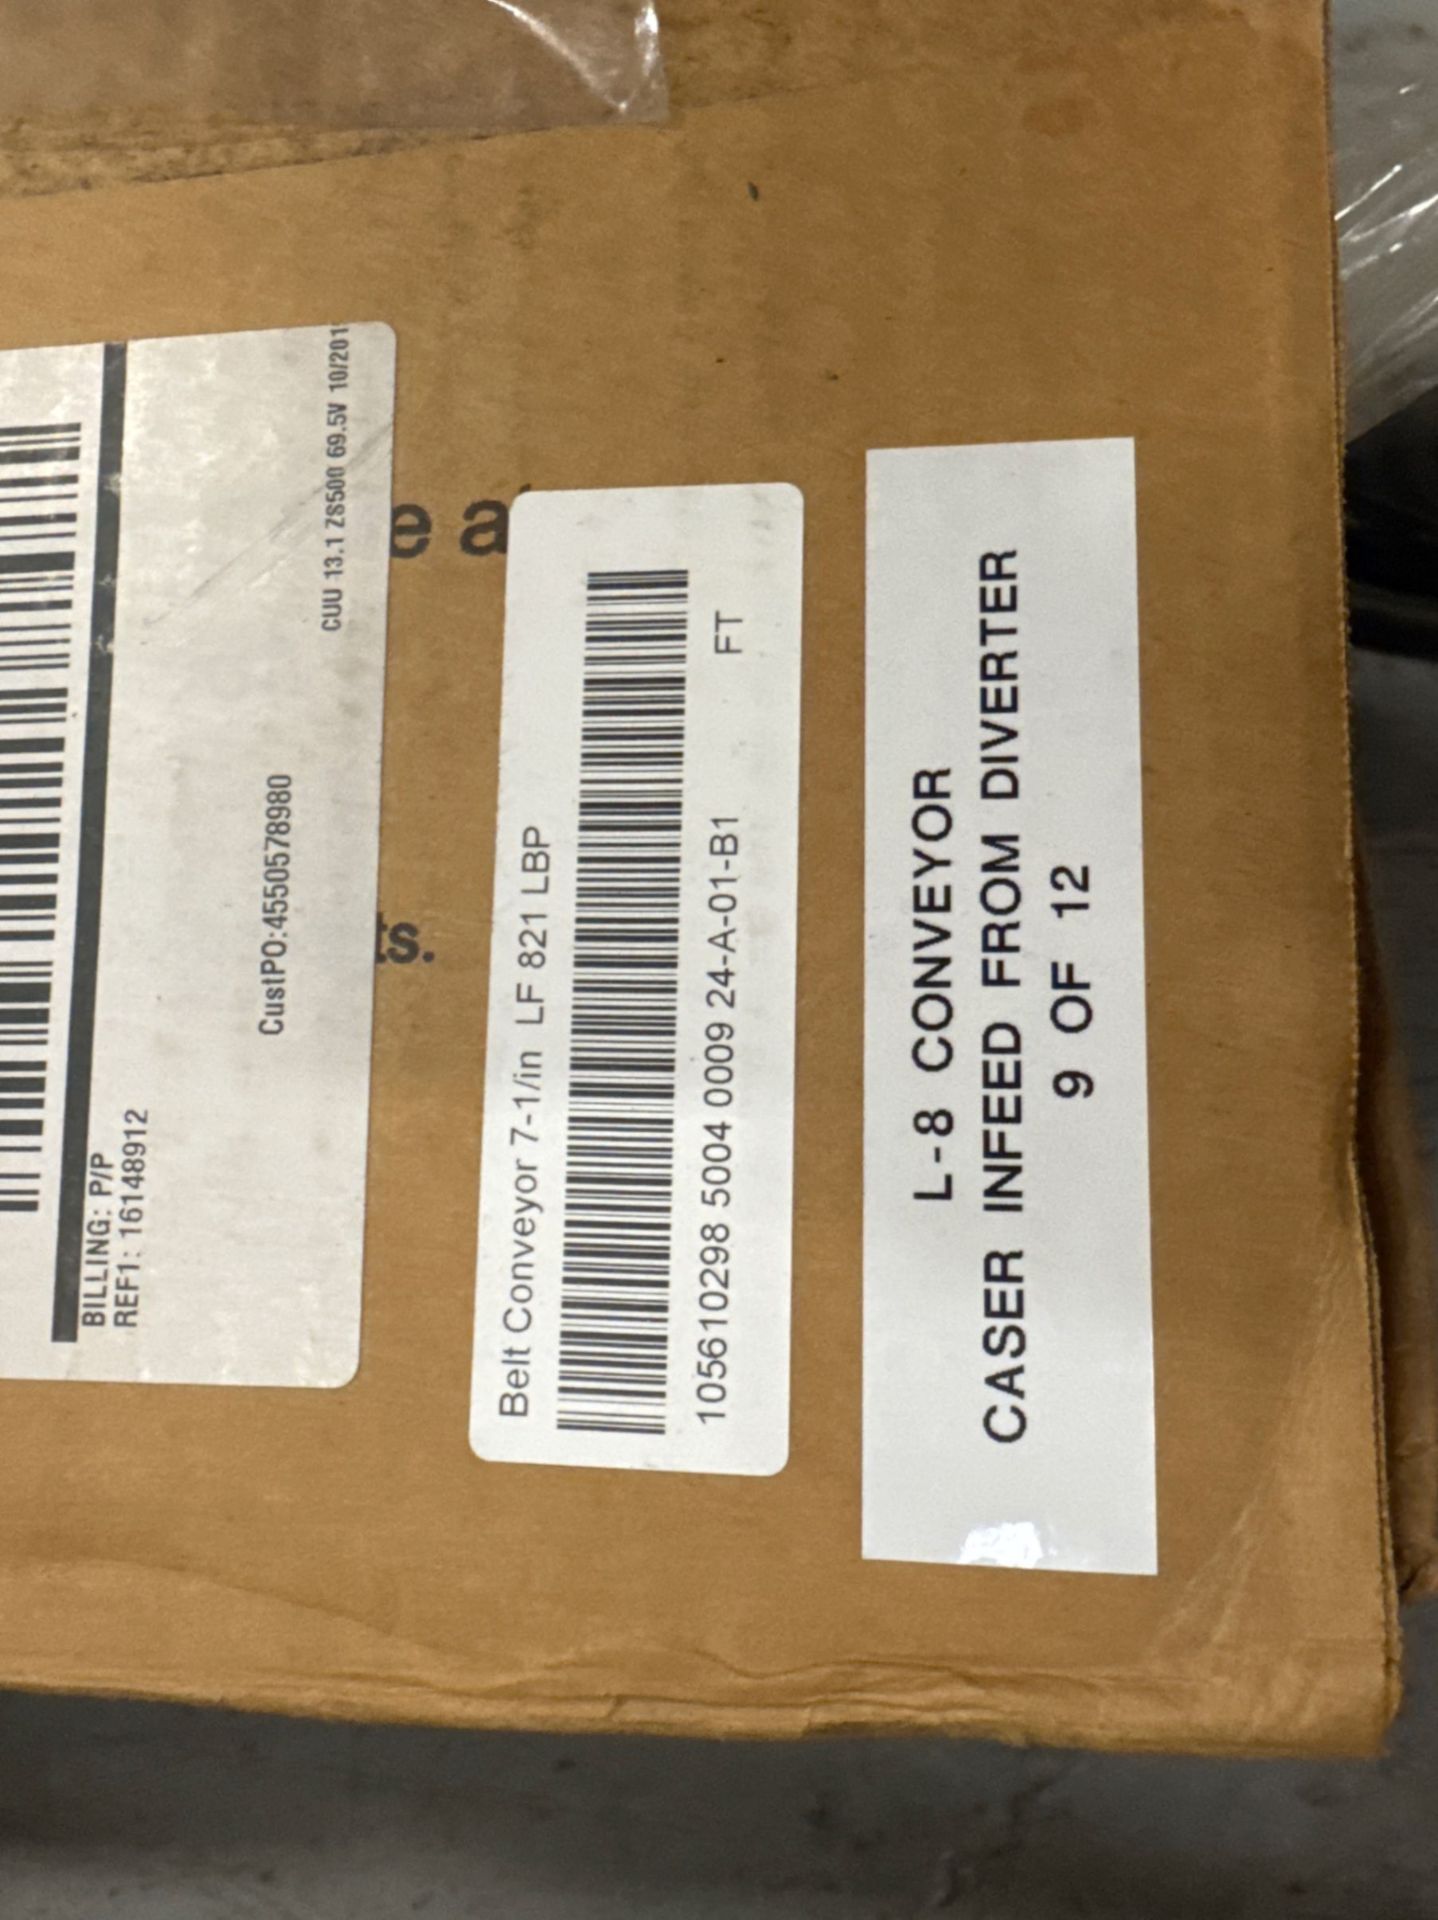 BILLING: P/P
REF1: 16148912
CustPO:4550578980
CUU 13.1 ZS500 69.5V 10/201
e a
ts.
Belt Conveyor 7-1/in LF 821 LBP
105610298 5004 0009 24-A-01-B1 FT
L-8 CONVEYOR
CASER INFEED FROM DIVERTER
9 OF 12